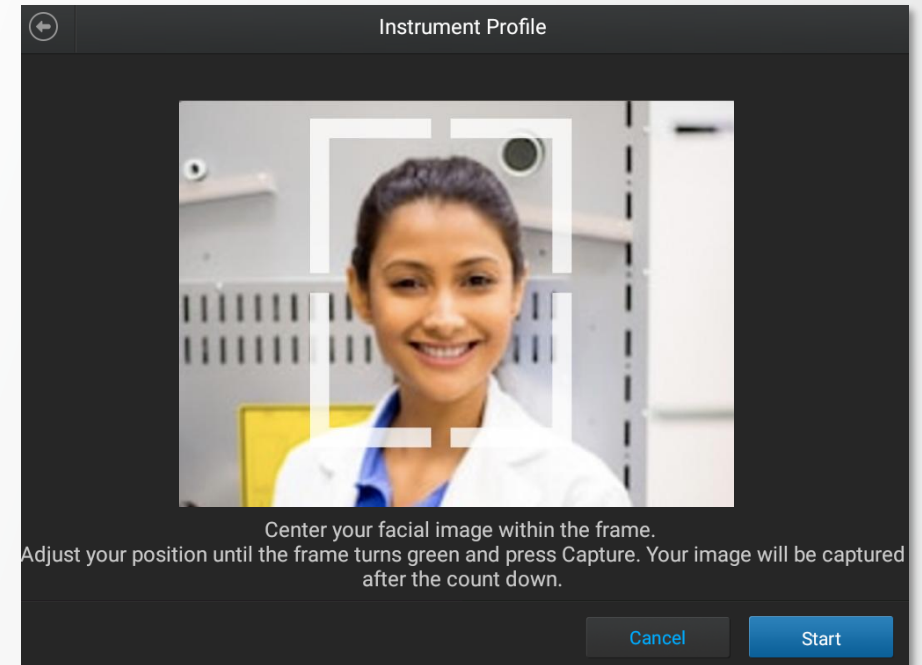 Instrument Profile
Center your facial image within the frame.
Adjust your position until the frame turns green and press Capture. Your image will be captured
after the count down.
Cancel
Start